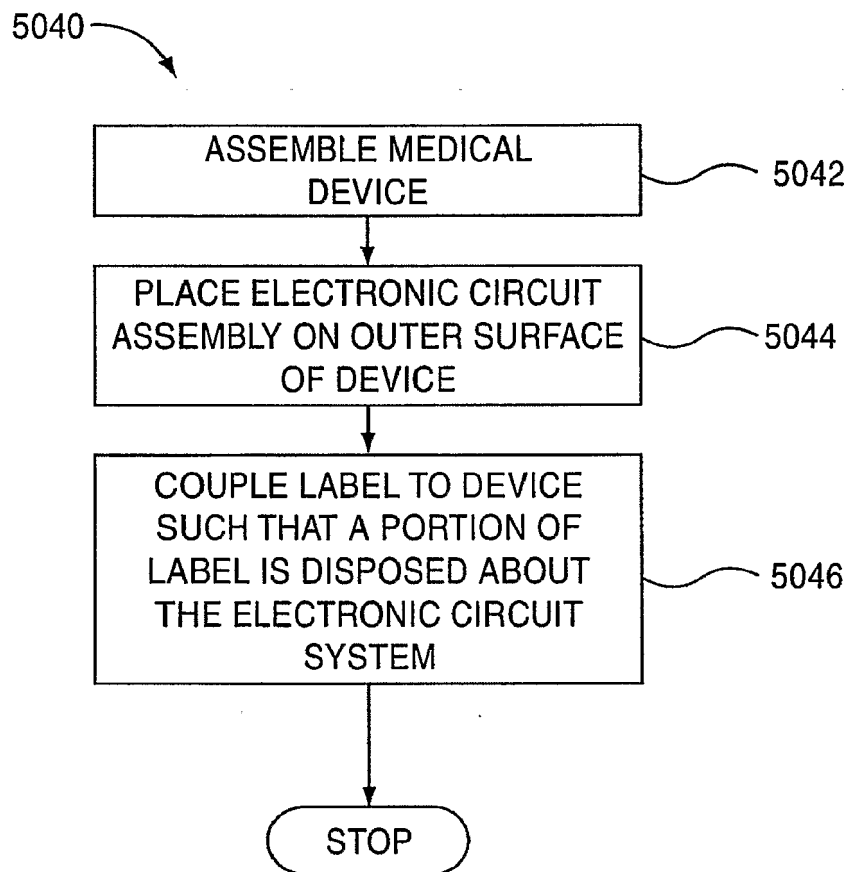 5040
ASSEMBLE MEDICAL
DEVICE
5042
PLACE ELECTRONIC CIRCUIT
ASSEMBLY ON OUTER SURFACE
OF DEVICE
5044
COUPLE LABEL TO DEVICE
SUCH THAT A PORTION OF
LABEL IS DISPOSED ABOUT
THE ELECTRONIC CIRCUIT
SYSTEM
5046
STOP